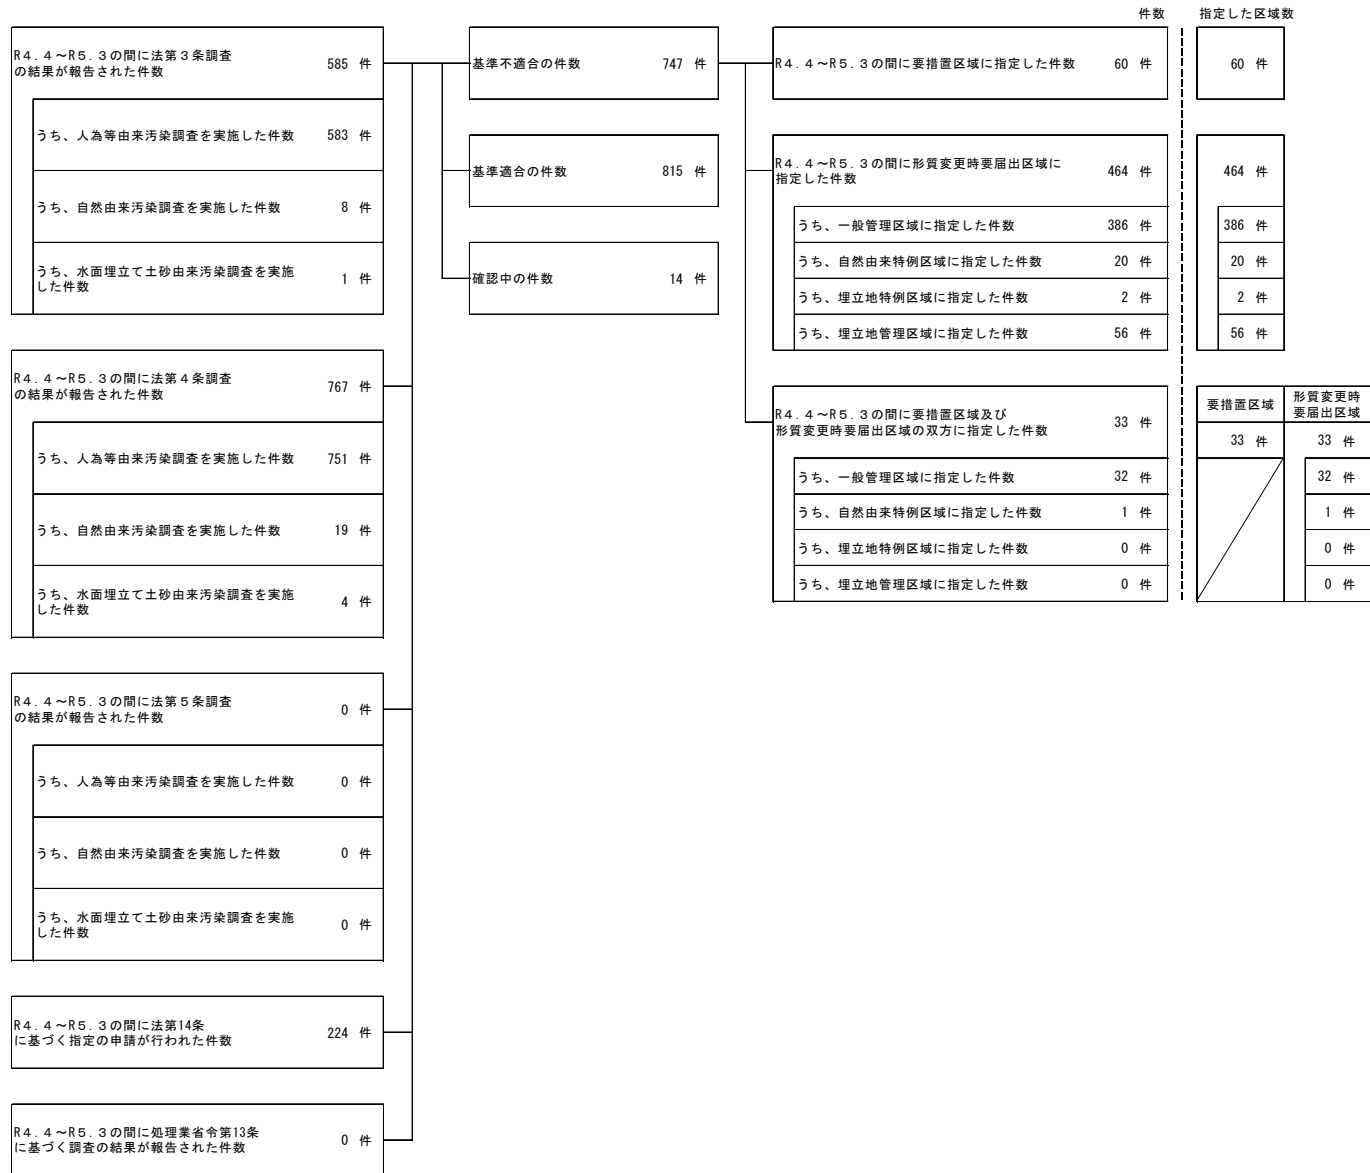 件数 指定した区域数
R4.4～R5.3の間に法第3条調査
の結果が報告された件数 585 件
うち、人為等由来汚染調査を実施した件数 583 件
うち、自然由来汚染調査を実施した件数 8 件
うち、水面埋立て土砂由来汚染調査を実施
した件数 1 件
R4.4～R5.3の間に法第4条調査
の結果が報告された件数 767 件
うち、人為等由来汚染調査を実施した件数 751 件
うち、自然由来汚染調査を実施した件数 19 件
うち、水面埋立て土砂由来汚染調査を実施
した件数 4 件
R4.4～R5.3の間に法第5条調査
の結果が報告された件数 0 件
うち、人為等由来汚染調査を実施した件数 0 件
うち、自然由来汚染調査を実施した件数 0 件
うち、水面埋立て土砂由来汚染調査を実施
した件数 0 件
R4.4～R5.3の間に法第14条
に基づく指定の申請が行われた件数 224 件
R4.4～R5.3の間に処理業省令第13条
に基づく調査の結果が報告された件数 0 件
基準不適合の件数 747 件
基準適合の件数 815 件
確認中の件数 14 件
R4.4～R5.3の間に要措置区域に指定した件数 60 件 60 件
R4.4～R5.3の間に形質変更時要届出区域に
指定した件数 464 件 464 件
うち、一般管理区域に指定した件数 386 件 386 件
うち、自然由来特例区域に指定した件数 20 件 20 件
うち、埋立地特例区域に指定した件数 2 件 2 件
うち、埋立地管理区域に指定した件数 56 件 56 件
要措置区域 形質変更時
要届出区域
R4.4～R5.3の間に要措置区域及び
形質変更時要届出区域の双方に指定した件数 33 件 33 件 33 件
うち、一般管理区域に指定した件数 32 件 32 件
うち、自然由来特例区域に指定した件数 1 件 1 件
うち、埋立地特例区域に指定した件数 0 件 0 件
うち、埋立地管理区域に指定した件数 0 件 0 件